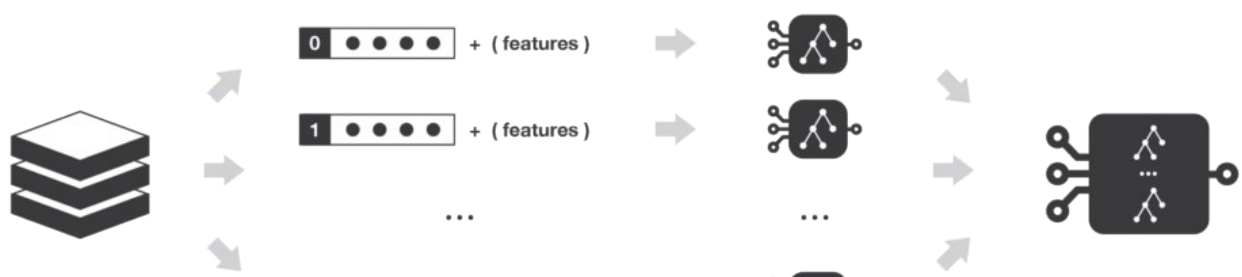 0 + ( features )
1 + ( features )
... ...
...